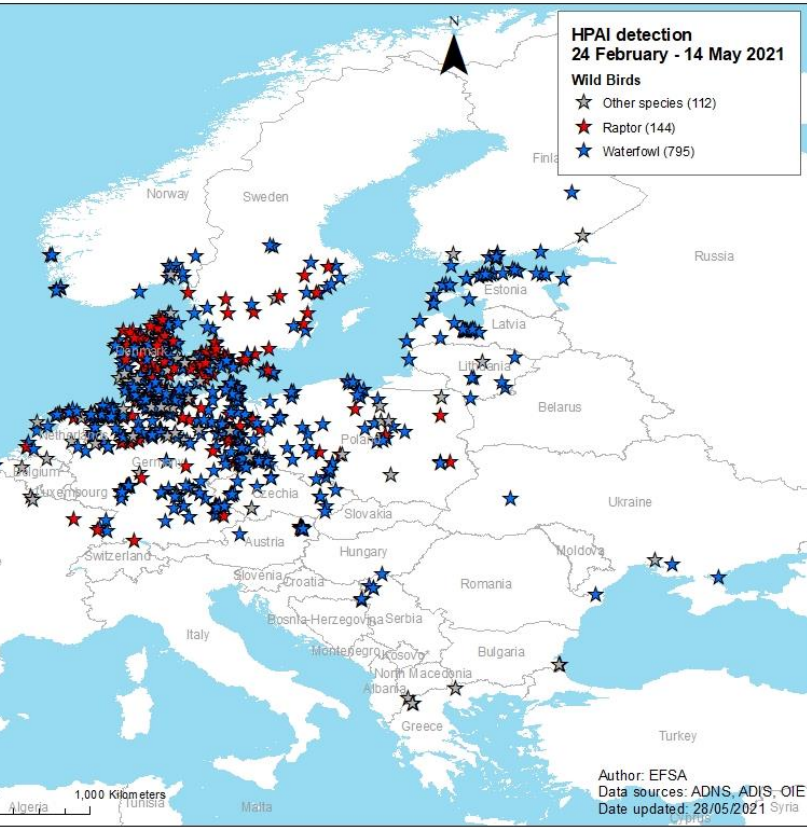 N
HPAI detection
24 February - 14 May 2021
Wild Birds
Other species (112)
Raptor (144)
Waterfowl (795)
Norway
Sweden
Russia
Estonia
Latvia
Lithuania
Denmark
Belarus
Netherlands
Poland
Belgium
Germany
Luxembourg
Czechia
Ukraine
Slovakia
Austria
Switzerland
Hungary
Moldova
Slovenia
Croatia
Romania
Bosnia-Herzegovina
Serbia
Italy
Montenegro
Kosovo*
Bulgaria
North Macedonia
Albania
Greece
Turkey
1,000 Kilometers
Algeria
Tunisia
Malta
Author: EFSA
Data sources: ADNS, ADIS, OIE
Date updated: 28/05/2021
Syria
Cyprus